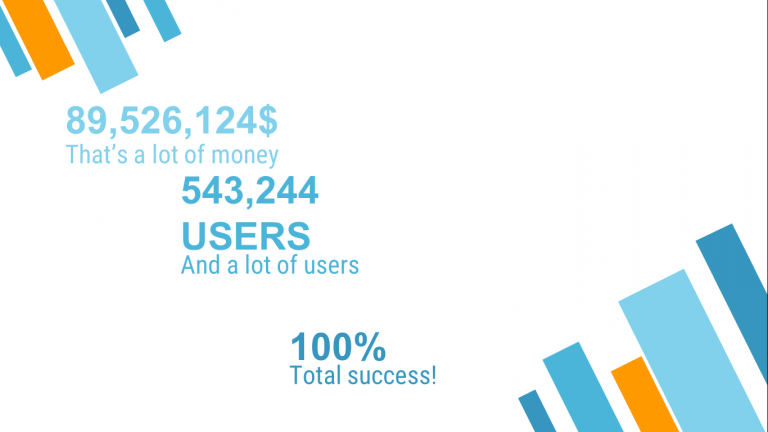 89,526,124$
That’s a lot of money
543,244
USERS
And a lot of users
100%
Total success!